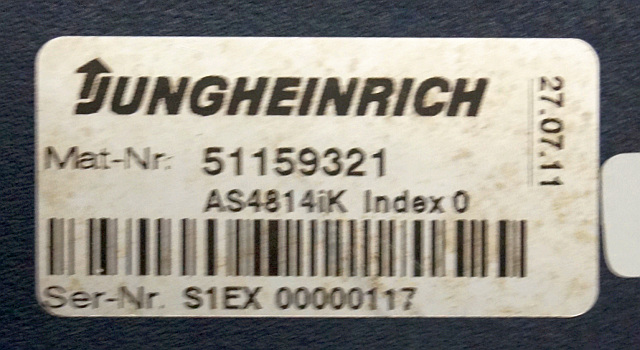 JUNGHEINRICH
Mat-Nr: 51159321
AS4814iK Index 0
Ser-Nr. S1EX 00000117
27.07.11